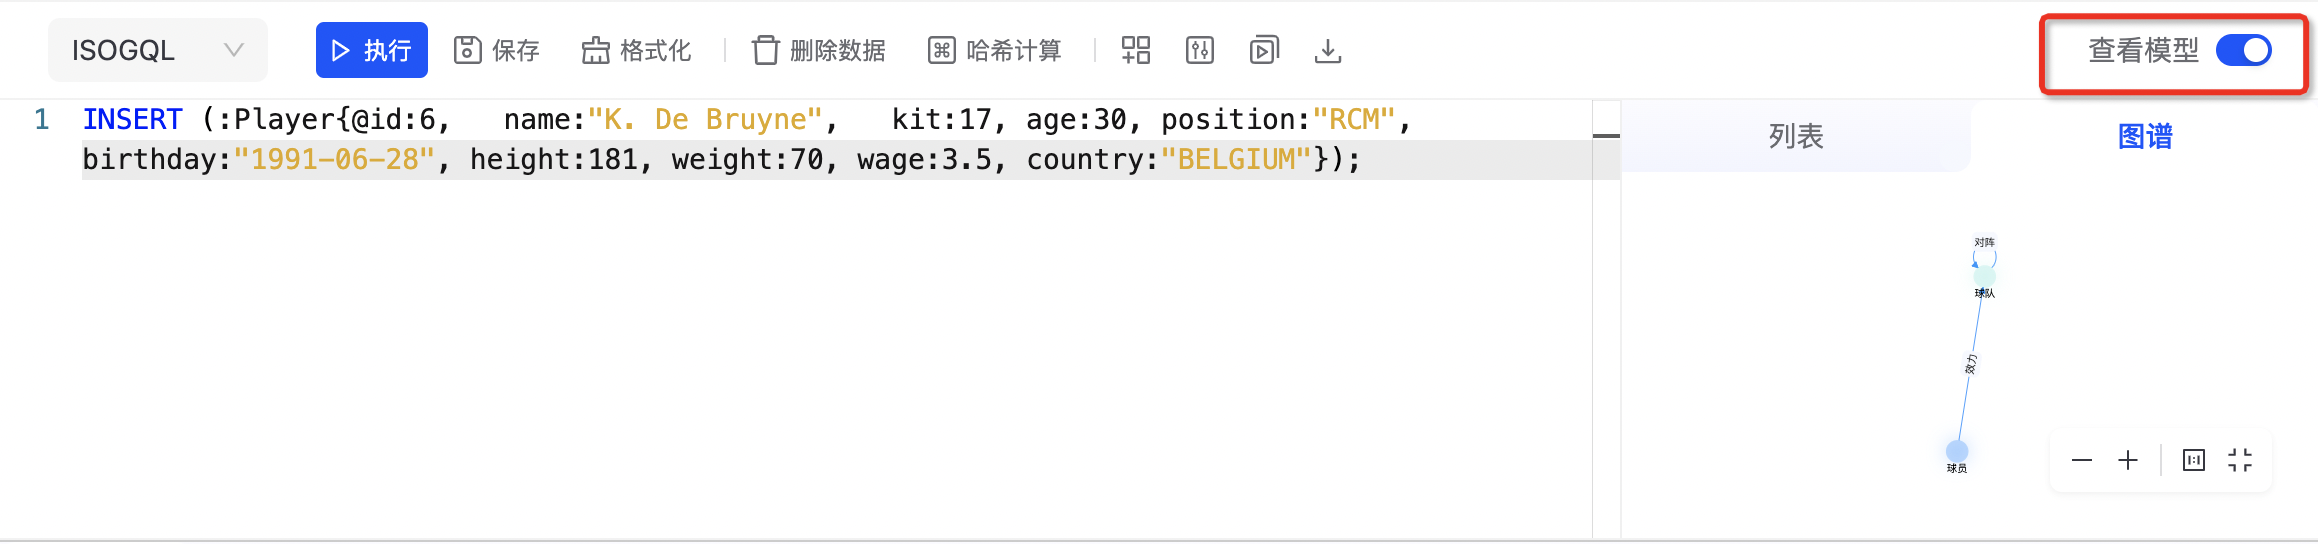 ISOGQL 执行 保存 格式化 删除数据 哈希计算 查看模型
1 INSERT (:Player{@id:6,   name:"K. De Bruyne",   kit:17, age:30, position:"RCM",
birthday:"1991-06-28", height:181, weight:70, wage:3.5, country:"BELGIUM"});
列表 图谱
对阵
球队
效力
球员